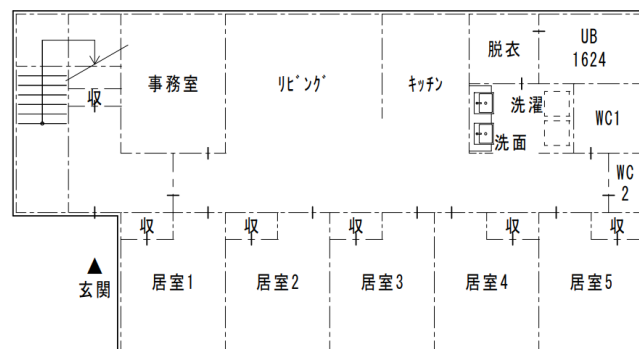 脱衣
UB
1624
事務室
リビング
キッチン
収
洗濯
WC1
洗面
WC
2
収
収
収
収
収
玄関
居室1
居室2
居室3
居室4
居室5